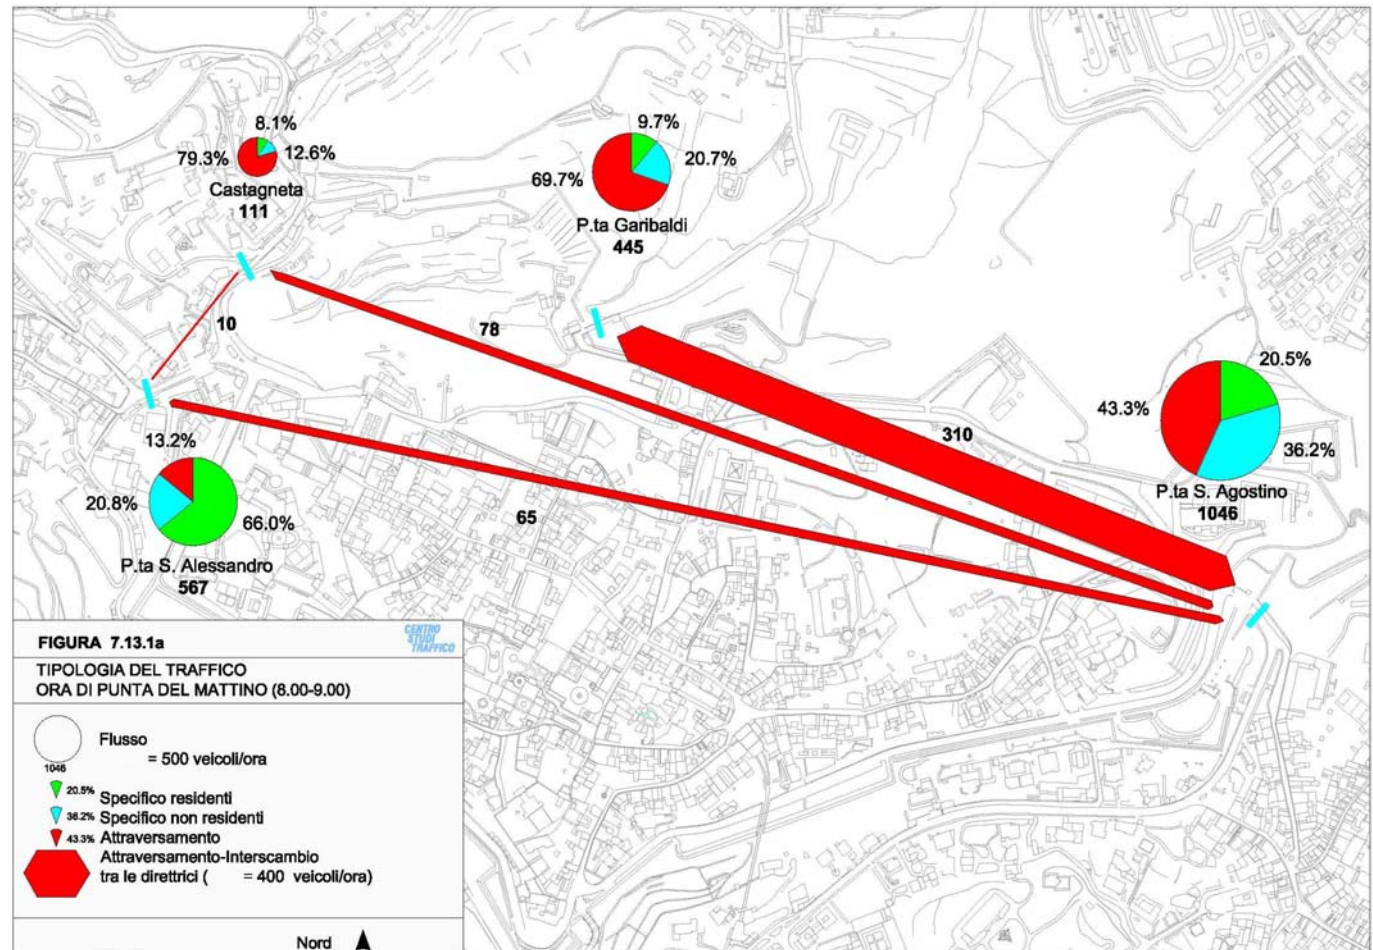 8.1%
79.3%
12.6%
Castagneta
111
9.7%
20.7%
69.7%
P.ta Garibaldi
445
10
78
20.5%
43.3%
36.2%
P.ta S. Agostino
1046
310
13.2%
20.8%
66.0%
P.ta S. Alessandro
567
65
FIGURA 7.13.1a
CENTRO
STUDI
TRAFFICO
TIPOLOGIA DEL TRAFFICO
ORA DI PUNTA DEL MATTINO (8.00-9.00)
Flusso
= 500 veicoli/ora
1046
20.5% Specifico residenti
36.2% Specifico non residenti
43.3% Attraversamento
Attraversamento-Interscambio
tra le direttrici ( = 400 veicoli/ora)
Nord